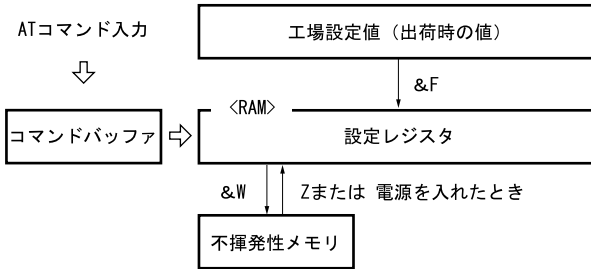 ATコマンド入力
工場設定値（出荷時の値）
&F
<RAM>
コマンドバッファ
設定レジスタ
&W
Zまたは 電源を入れたとき
不揮発性メモリ